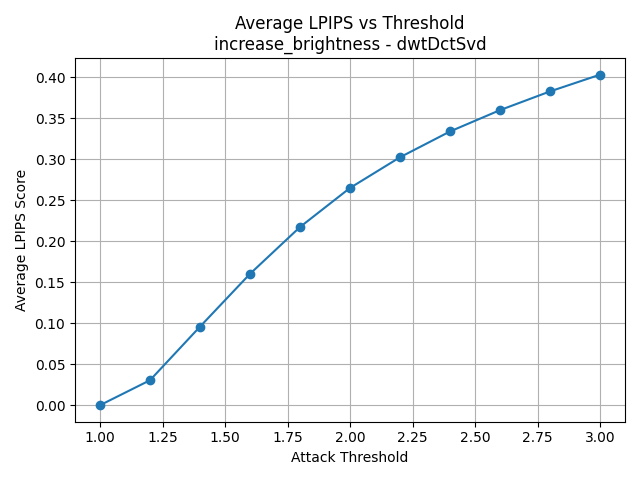 Average LPIPS vs Threshold
increase_brightness - dwtDctSvd
0.40
0.35
0.30
0.25
0.20
0.15
0.10
0.05
0.00
Average LPIPS Score
1.00 1.25 1.50 1.75 2.00 2.25 2.50 2.75 3.00
Attack Threshold